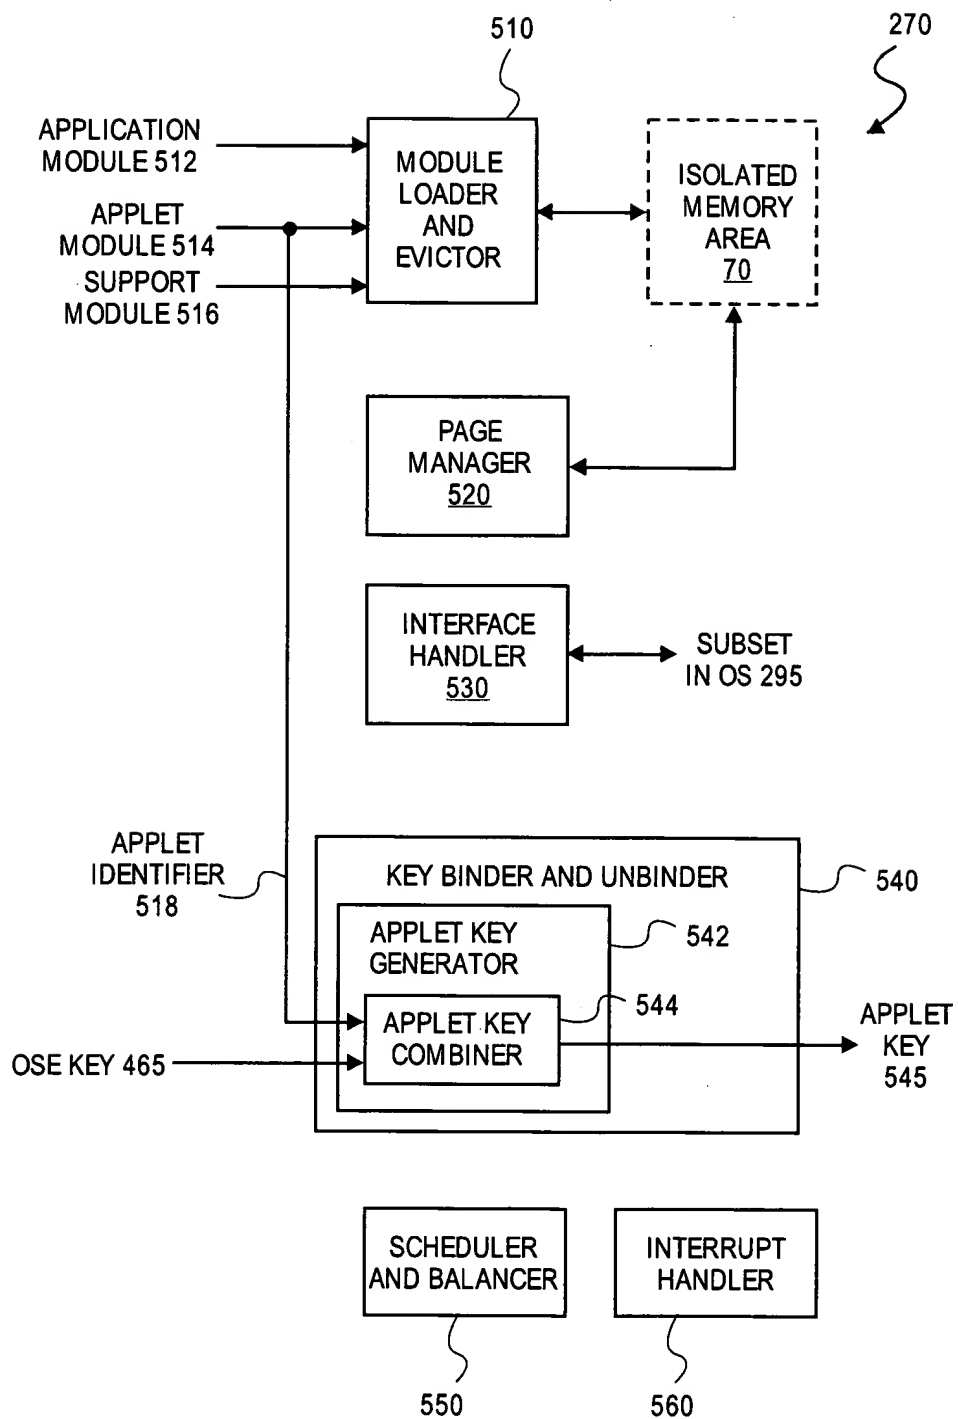 510
270
APPLICATION
MODULE 512
APPLET
MODULE 514
SUPPORT
MODULE 516
MODULE
LOADER
AND
EVICTOR
ISOLATED
MEMORY
AREA
70
PAGE
MANAGER
520
INTERFACE
HANDLER
530
SUBSET
IN OS 295
APPLET
IDENTIFIER
518
KEY BINDER AND UNBINDER
540
APPLET KEY
GENERATOR
542
544
APPLET KEY
COMBINER
OSE KEY 465
APPLET
KEY
545
SCHEDULER
AND BALANCER
INTERRUPT
HANDLER
550
560